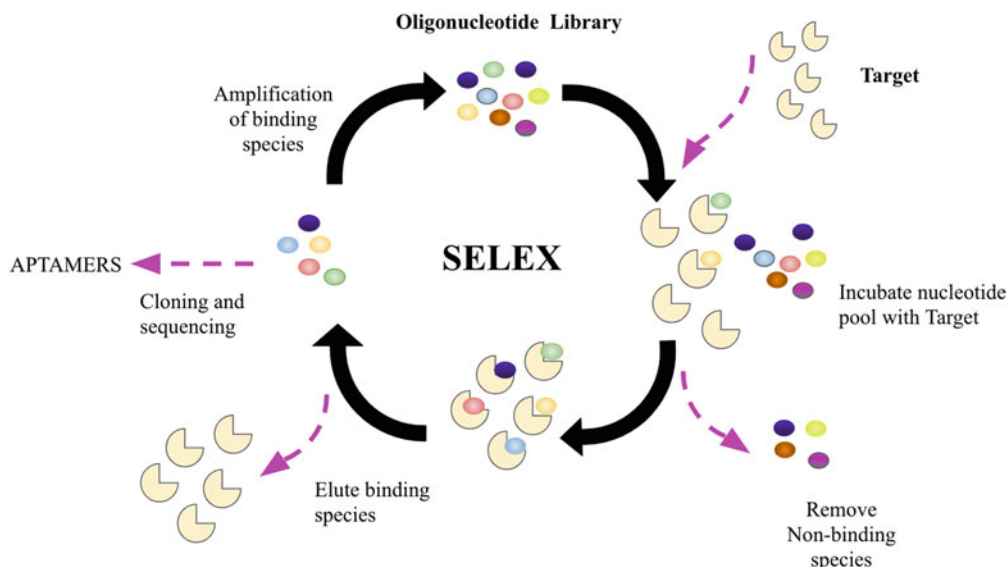 Oligonucleotide Library
Target
Amplification
of binding
species
SELEX
APTAMERS
Cloning and
sequencing
Incubate nucleotide
pool with Target
Elute binding
species
Remove
Non-binding
species